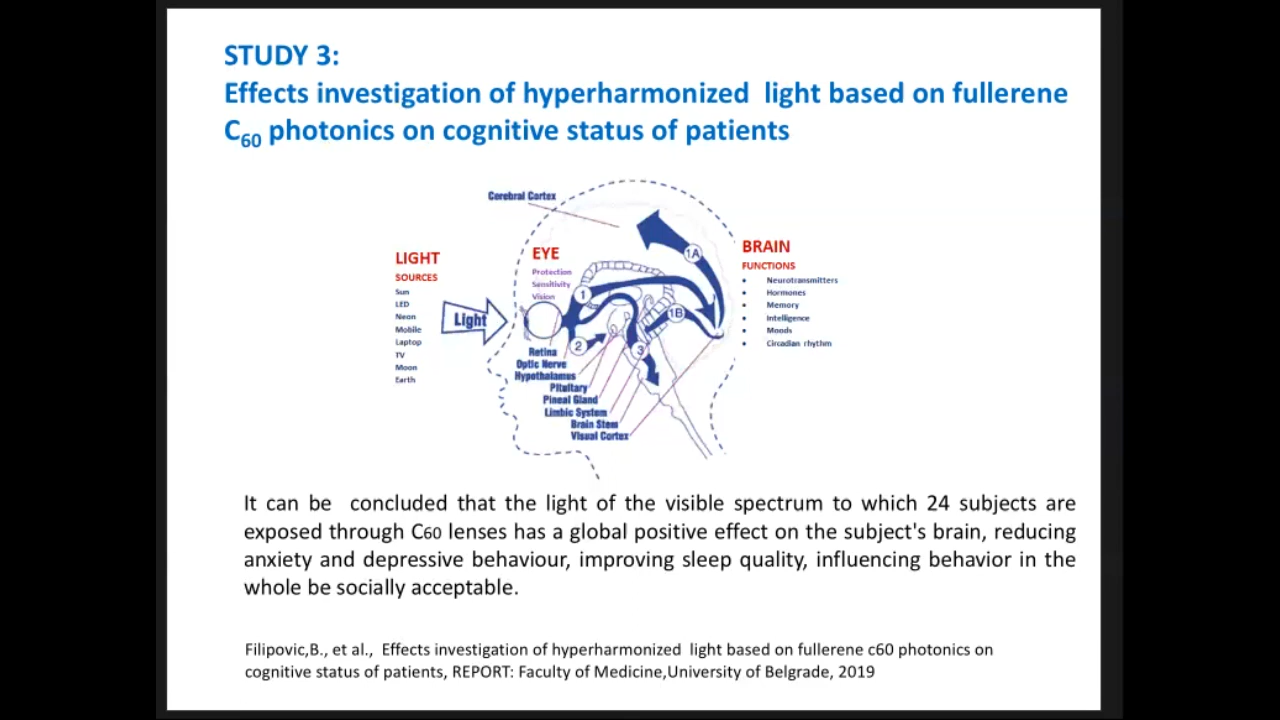 STUDY 3:
Effects investigation of hyperharmonized light based on fullerene
C60 photonics on cognitive status of patients
Cerebral Cortex
LIGHT
SOURCES
Sun
LED
Neon
Mobile
Laptop
TV
Moon
Earth
Light
EYE
Protection
Sensitivity
Vision
1
1A
1B
2
3
Retina
Optic Nerve
Hypothalamus
Pituitary
Pineal Gland
Limbic System
Brain Stem
Visual Cortex
BRAIN
FUNCTIONS
• Neurotransmitters
• Hormones
• Memory
• Intelligence
• Moods
• Circadian rhythm
It can be concluded that the light of the visible spectrum to which 24 subjects are
exposed through C60 lenses has a global positive effect on the subject's brain, reducing
anxiety and depressive behaviour, improving sleep quality, influencing behavior in the
whole be socially acceptable.
Filipovic,B., et al., Effects investigation of hyperharmonized light based on fullerene c60 photonics on
cognitive status of patients, REPORT: Faculty of Medicine,University of Belgrade, 2019